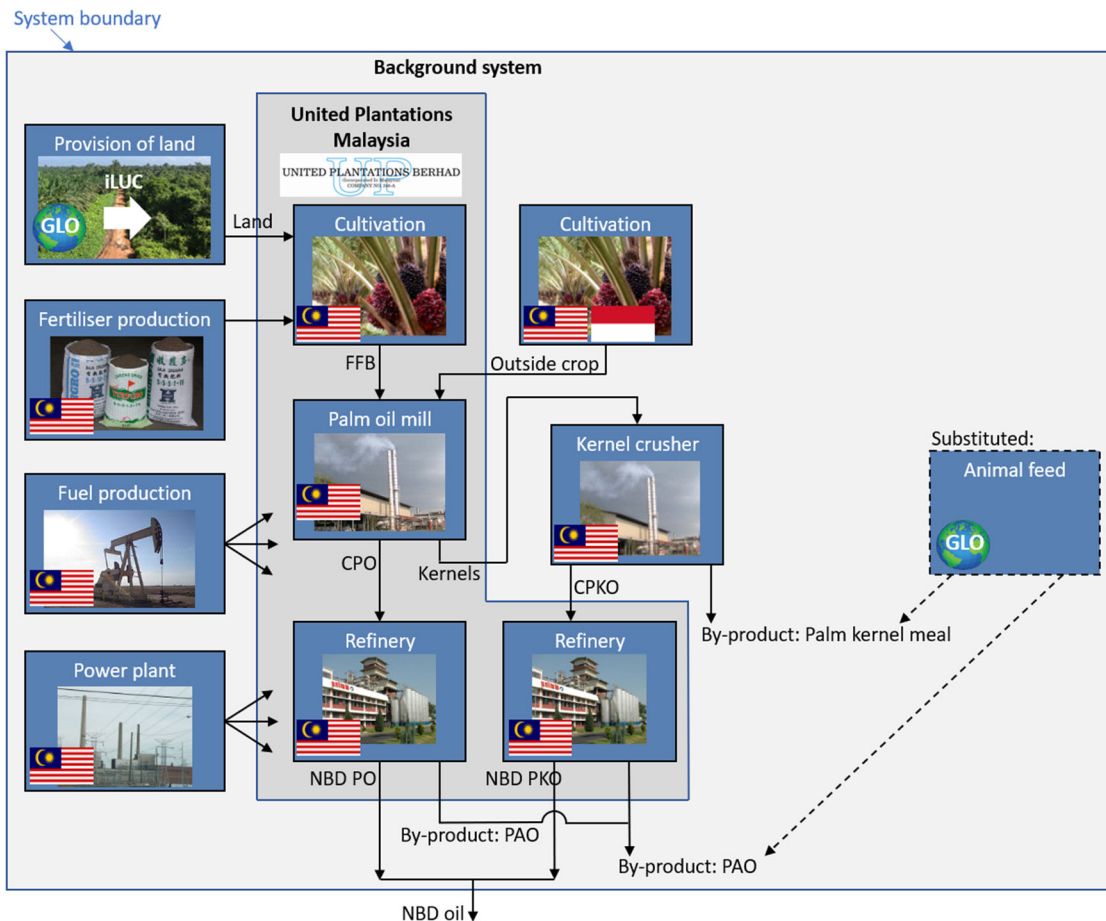 System boundary
Background system
United Plantations
Malaysia
UP
UNITED PLANTATIONS BERHAD
Provision of land
iLUC
GLO
Land
Cultivation
Cultivation
Fertiliser production
FFB
Outside crop
Palm oil mill
Kernel crusher
Substituted:
Animal feed
GLO
Fuel production
CPO
Kernels
CPKO
By-product: Palm kernel meal
Refinery
Refinery
Power plant
NBD PO
NBD PKO
By-product: PAO
By-product: PAO
NBD oil